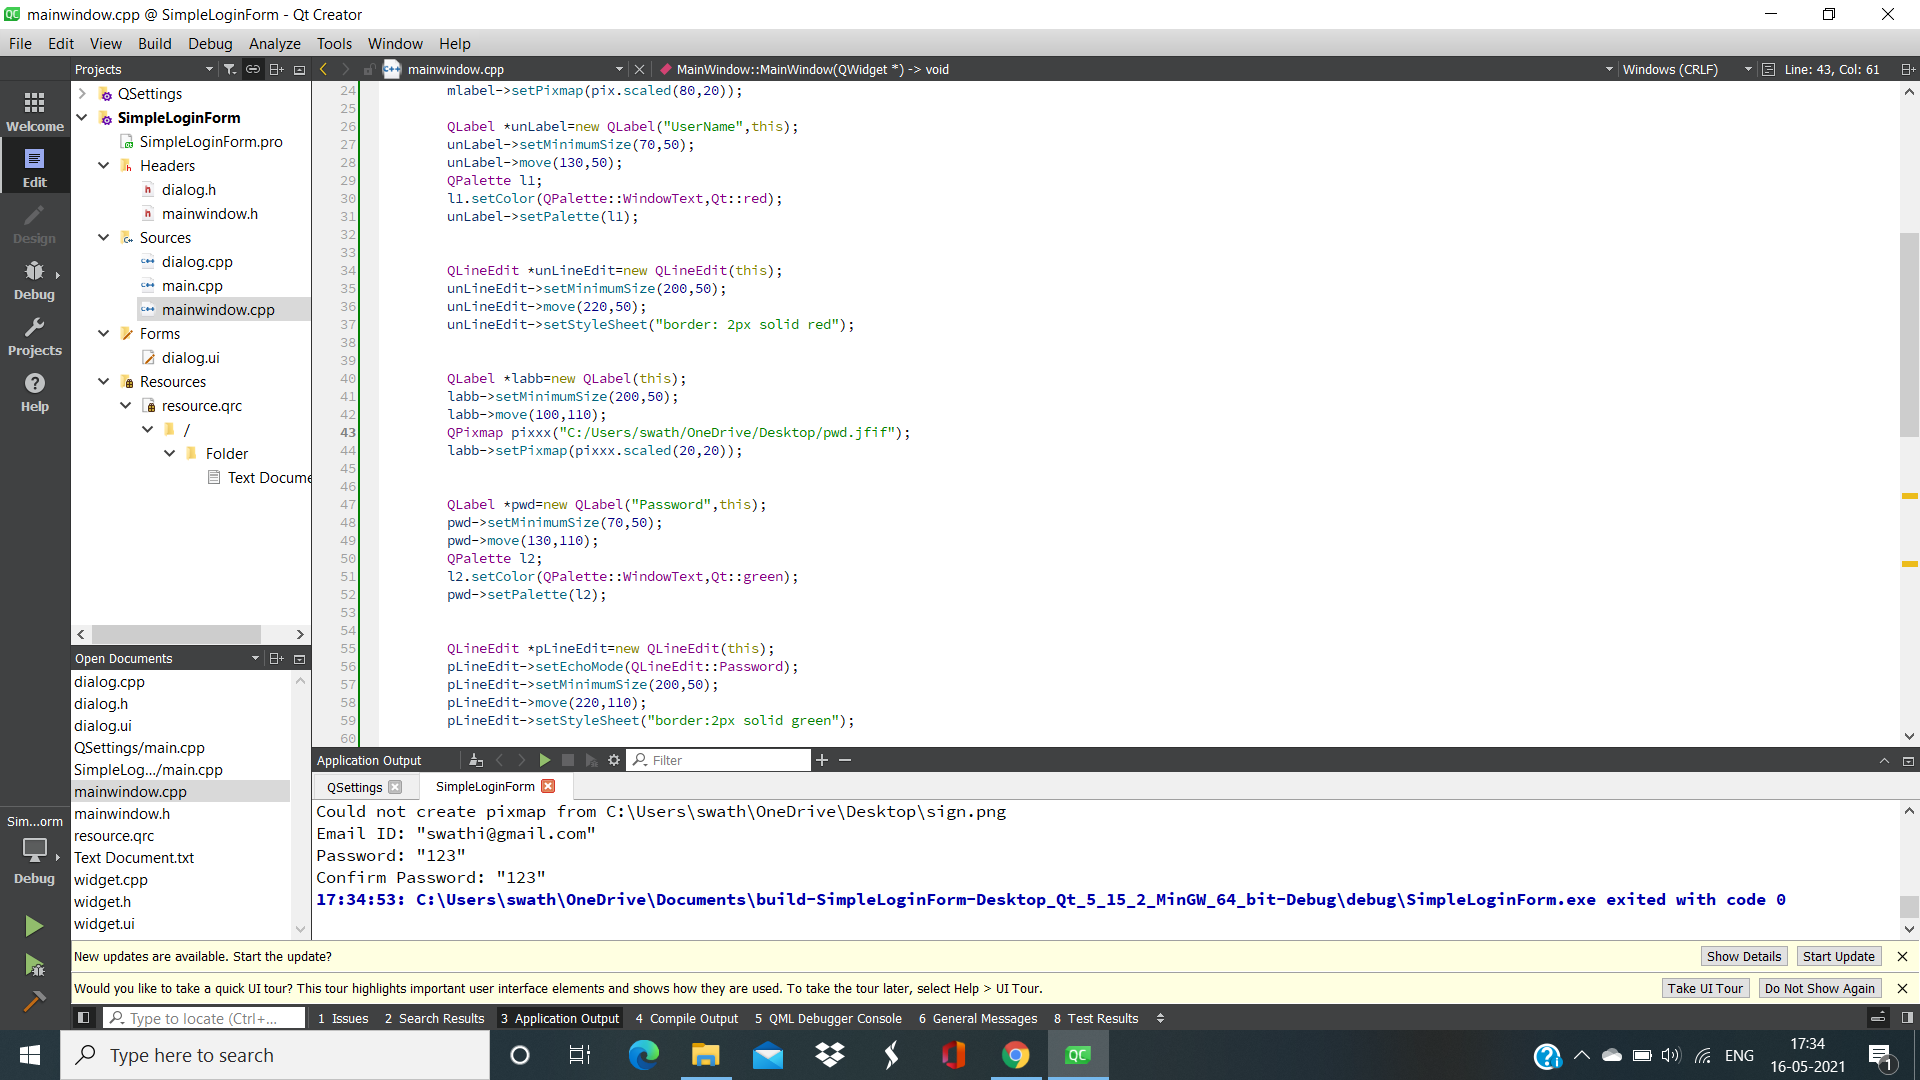 mainwindow.cpp @ SimpleLoginForm - Qt Creator
File Edit View Build Debug Analyze Tools Window Help
Projects
mainwindow.cpp
MainWindow::MainWindow(QWidget *) -> void
Windows (CRLF)
Line: 43, Col: 61
Welcome
Edit
Design
Debug
Projects
Help
QSettings
SimpleLoginForm
SimpleLoginForm.pro
Headers
dialog.h
mainwindow.h
Sources
dialog.cpp
main.cpp
mainwindow.cpp
Forms
dialog.ui
Resources
resource.qrc
/
Folder
Text Docume
24 mlabel->setPixmap(pix.scaled(80,20));
25
26 QLabel *unLabel=new QLabel("UserName",this);
27 unLabel->setMinimumSize(70,50);
28 unLabel->move(130,50);
29 QPalette l1;
30 l1.setColor(QPalette::WindowText,Qt::red);
31 unLabel->setPalette(l1);
32
33
34 QLineEdit *unLineEdit=new QLineEdit(this);
35 unLineEdit->setMinimumSize(200,50);
36 unLineEdit->move(220,50);
37 unLineEdit->setStyleSheet("border: 2px solid red");
38
39
40 QLabel *labb=new QLabel(this);
41 labb->setMinimumSize(200,50);
42 labb->move(100,110);
43 QPixmap pixxx("C:/Users/swath/OneDrive/Desktop/pwd.jfif");
44 labb->setPixmap(pixxx.scaled(20,20));
45
46
47 QLabel *pwd=new QLabel("Password",this);
48 pwd->setMinimumSize(70,50);
49 pwd->move(130,110);
50 QPalette l2;
51 l2.setColor(QPalette::WindowText,Qt::green);
52 pwd->setPalette(l2);
53
54
55 QLineEdit *pLineEdit=new QLineEdit(this);
56 pLineEdit->setEchoMode(QLineEdit::Password);
57 pLineEdit->setMinimumSize(200,50);
58 pLineEdit->move(220,110);
59 pLineEdit->setStyleSheet("border:2px solid green");
60
Open Documents
dialog.cpp
dialog.h
dialog.ui
QSettings/main.cpp
SimpleLog.../main.cpp
mainwindow.cpp
mainwindow.h
resource.qrc
Text Document.txt
widget.cpp
widget.h
widget.ui
Sim...orm
Debug
Application Output
Filter
QSettings
SimpleLoginForm
Could not create pixmap from C:\Users\swath\OneDrive\Desktop\sign.png
Email ID: "swathi@gmail.com"
Password: "123"
Confirm Password: "123"
17:34:53: C:\Users\swath\OneDrive\Documents\build-SimpleLoginForm-Desktop_Qt_5_15_2_MinGW_64_bit-Debug\debug\SimpleLoginForm.exe exited with code 0
New updates are available. Start the update?
Show Details
Start Update
Would you like to take a quick UI tour? This tour highlights important user interface elements and shows how they are used. To take the tour later, select Help > UI Tour.
Take UI Tour
Do Not Show Again
Type to locate (Ctrl+...
1 Issues 2 Search Results 3 Application Output 4 Compile Output 5 QML Debugger Console 6 General Messages 8 Test Results
Type here to search
QC
ENG
17:34
16-05-2021
1